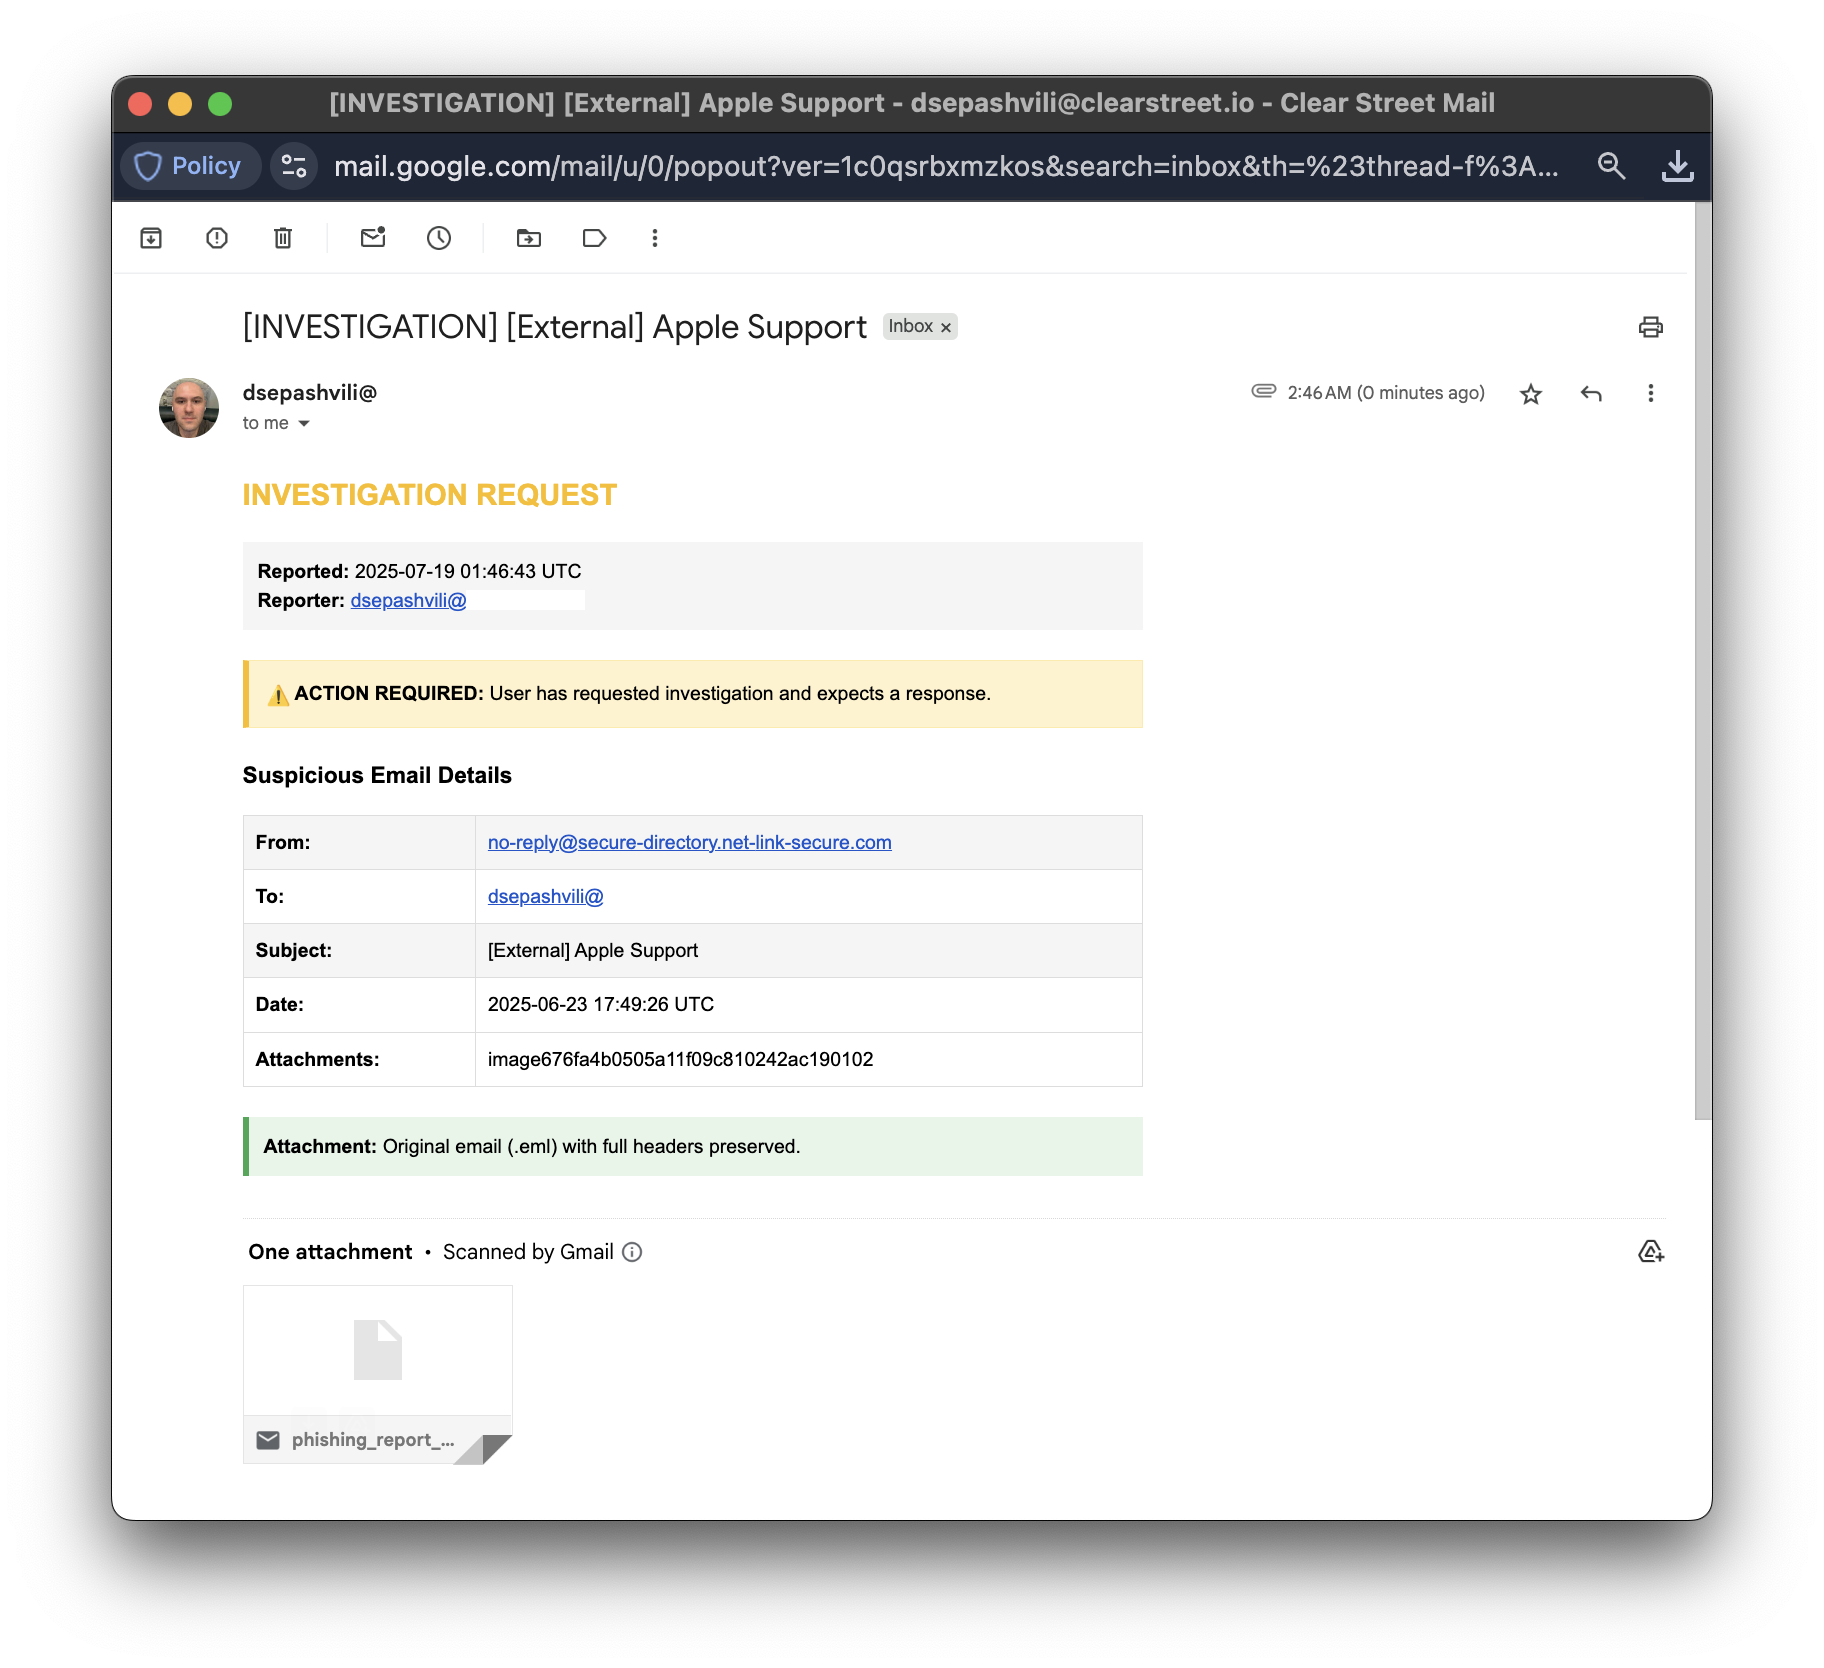 [INVESTIGATION] [External] Apple Support - dsepashvili@clearstreet.io - Clear Street Mail
Policy
mail.google.com/mail/u/0/popout?ver=1c0qsrbxmzkos&search=inbox&th=%23thread-f%3A...
[INVESTIGATION] [External] Apple Support Inbox ×
dsepashvili@
2:46 AM (0 minutes ago)
to me
INVESTIGATION REQUEST
Reported: 2025-07-19 01:46:43 UTC
Reporter: dsepashvili@
⚠️ ACTION REQUIRED: User has requested investigation and expects a response.
Suspicious Email Details
From: no-reply@secure-directory.net-link-secure.com
To: dsepashvili@
Subject: [External] Apple Support
Date: 2025-06-23 17:49:26 UTC
Attachments: image676fa4b0505a11f09c810242ac190102
Attachment: Original email (.eml) with full headers preserved.
One attachment • Scanned by Gmail
phishing_report_...